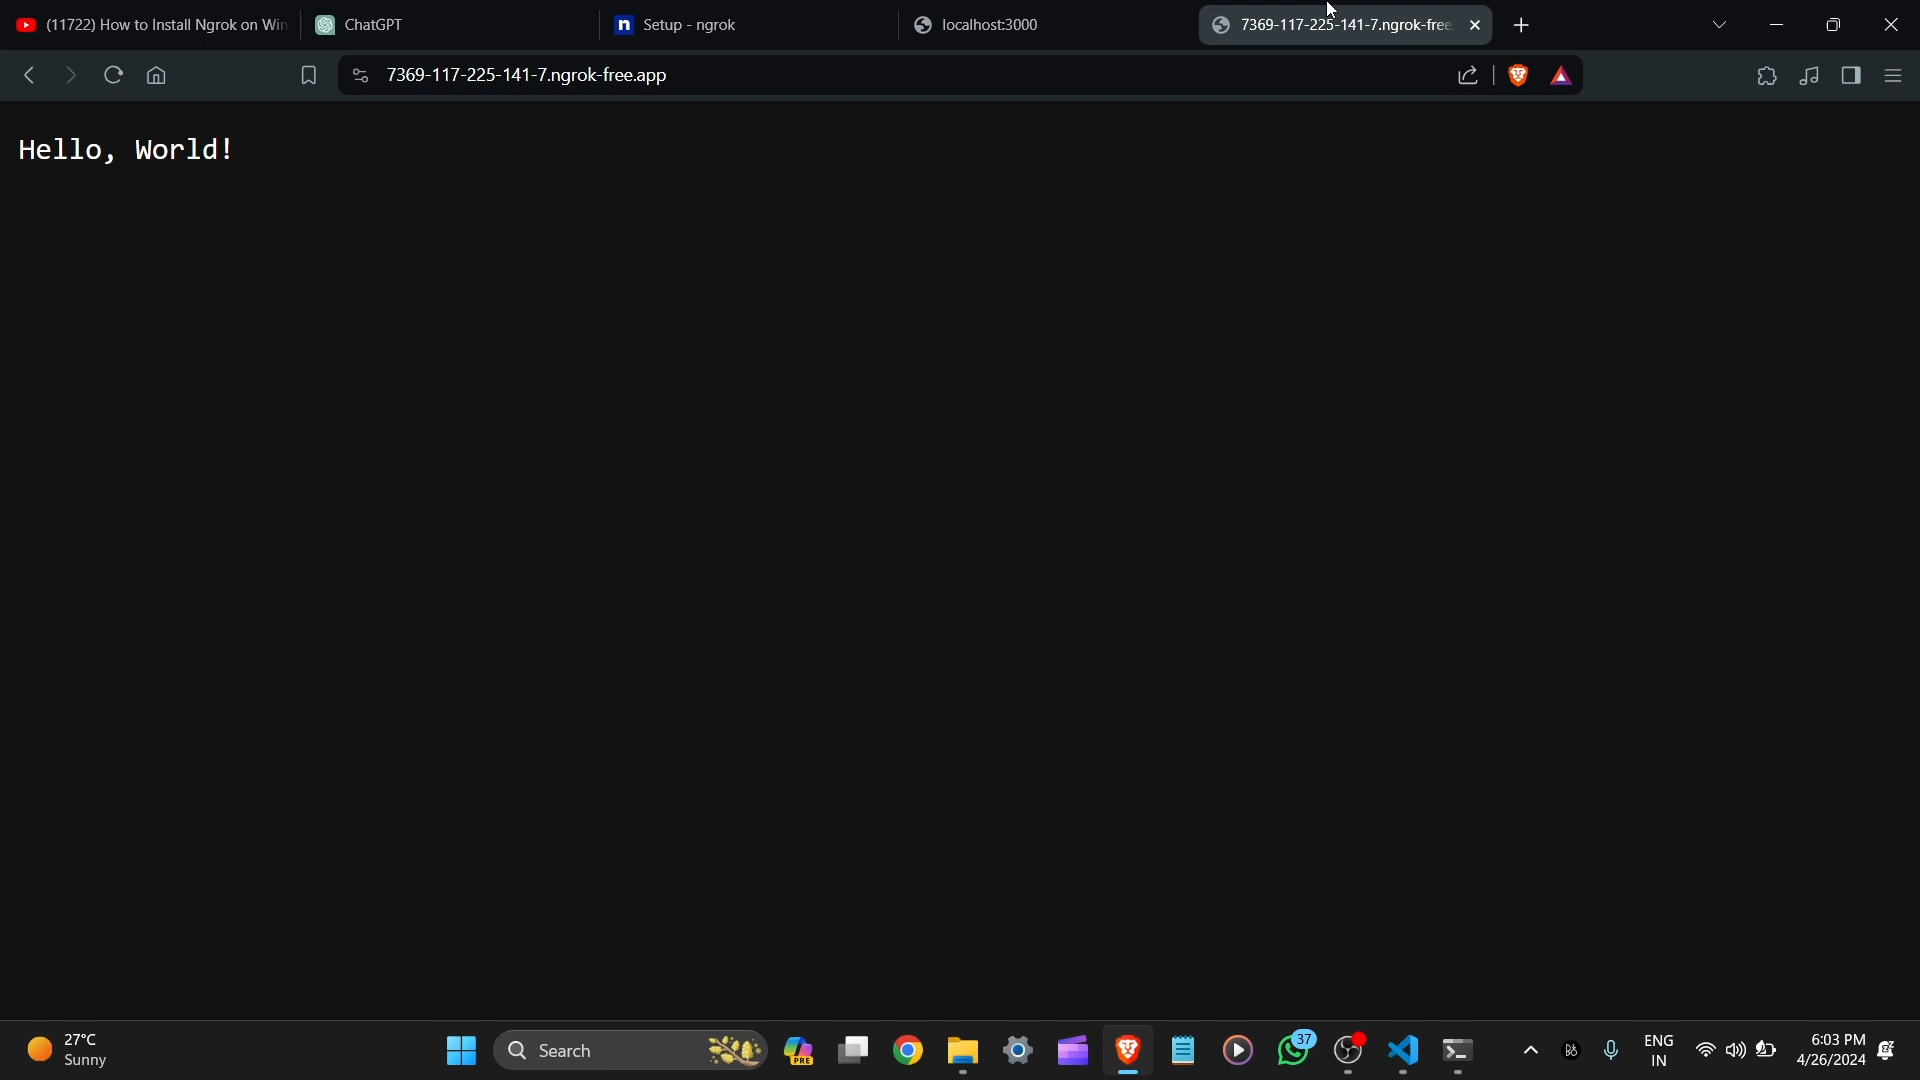 (11722) How to Install Ngrok on Win
ChatGPT
Setup - ngrok
localhost:3000
7369-117-225-141-7.ngrok-free
7369-117-225-141-7.ngrok-free.app
Hello, World!
27°C
Sunny
Search
PRE
37
ENG
IN
6:03 PM
4/26/2024